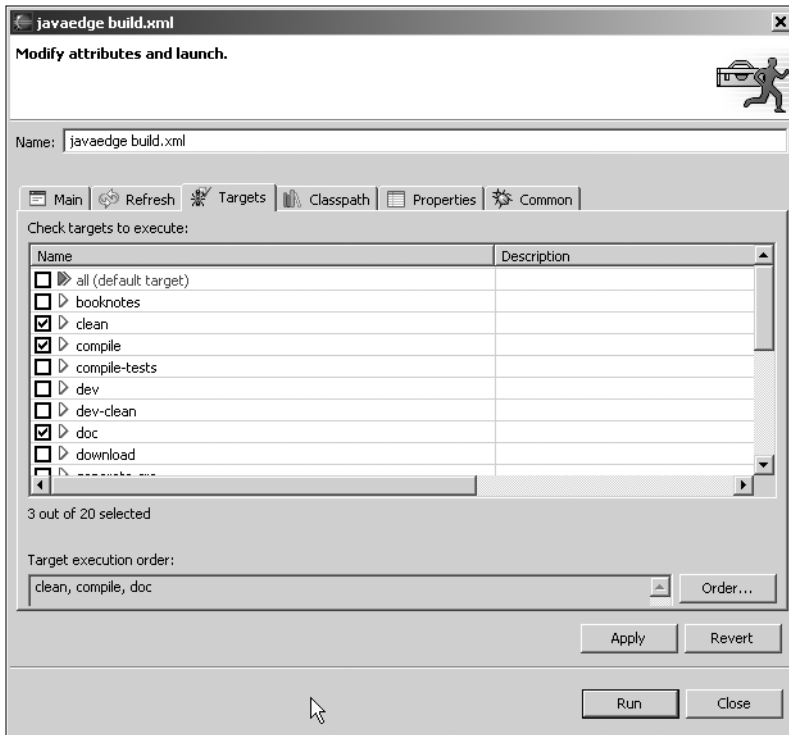 javaedge build.xml
Modify attributes and launch.
Name: javaedge build.xml
Main Refresh Targets Classpath Properties Common
Check targets to execute:
Name Description
all (default target)
booknotes
clean
compile
compile-tests
dev
dev-clean
doc
download
3 out of 20 selected
Target execution order:
clean, compile, doc
Order...
Apply Revert
Run Close